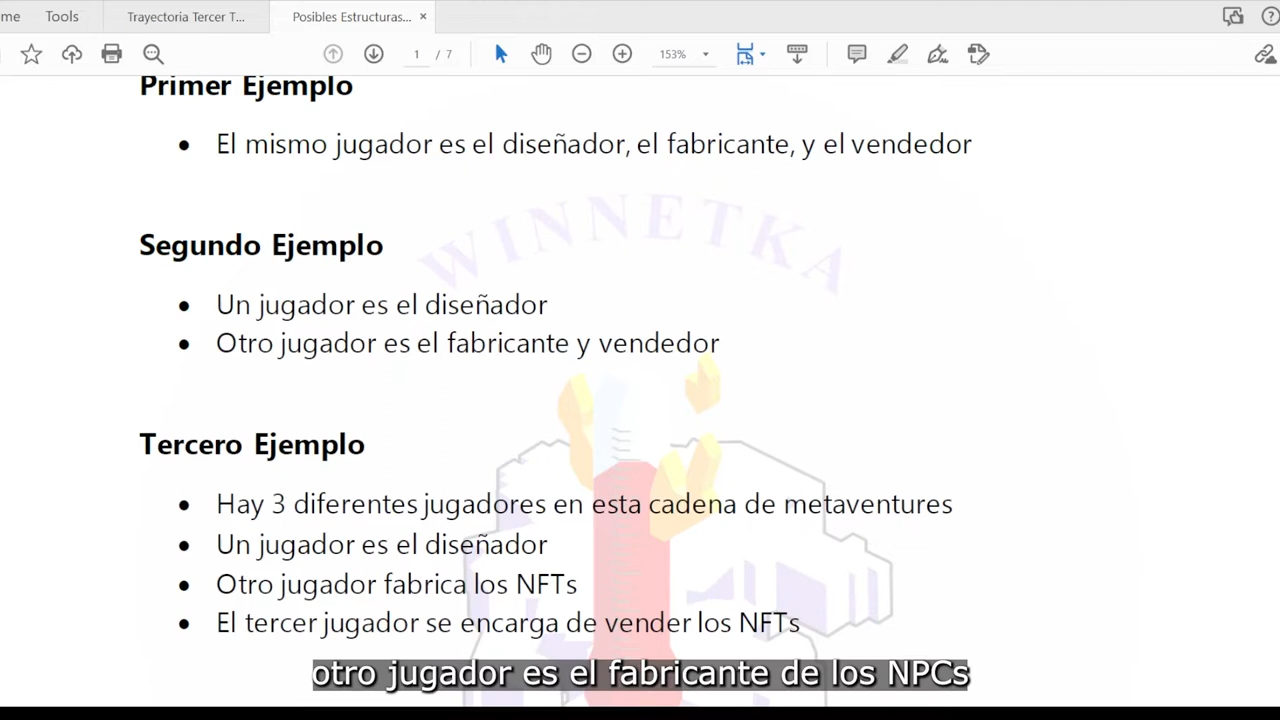 me Tools Trayectoria Tercer T... Posibles Estructuras... ×
1 / 7 153%
Primer Ejemplo
• El mismo jugador es el diseñador, el fabricante, y el vendedor
WINNETKA
Segundo Ejemplo
• Un jugador es el diseñador
• Otro jugador es el fabricante y vendedor
Tercero Ejemplo
• Hay 3 diferentes jugadores en esta cadena de metaventures
• Un jugador es el diseñador
• Otro jugador fabrica los NFTs
• El tercer jugador se encarga de vender los NFTs
otro jugador es el fabricante de los NPCs